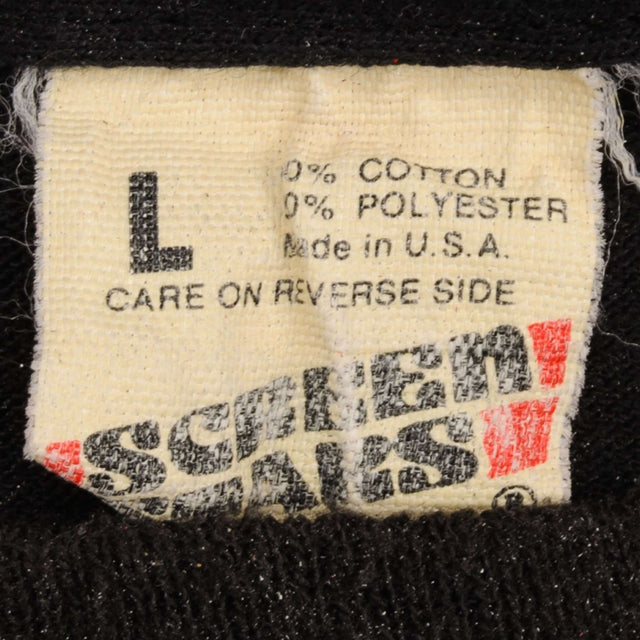 L
0% COTTON
0% POLYESTER
Made in U.S.A.
CARE ON REVERSE SIDE
SCREEN
STARS
®